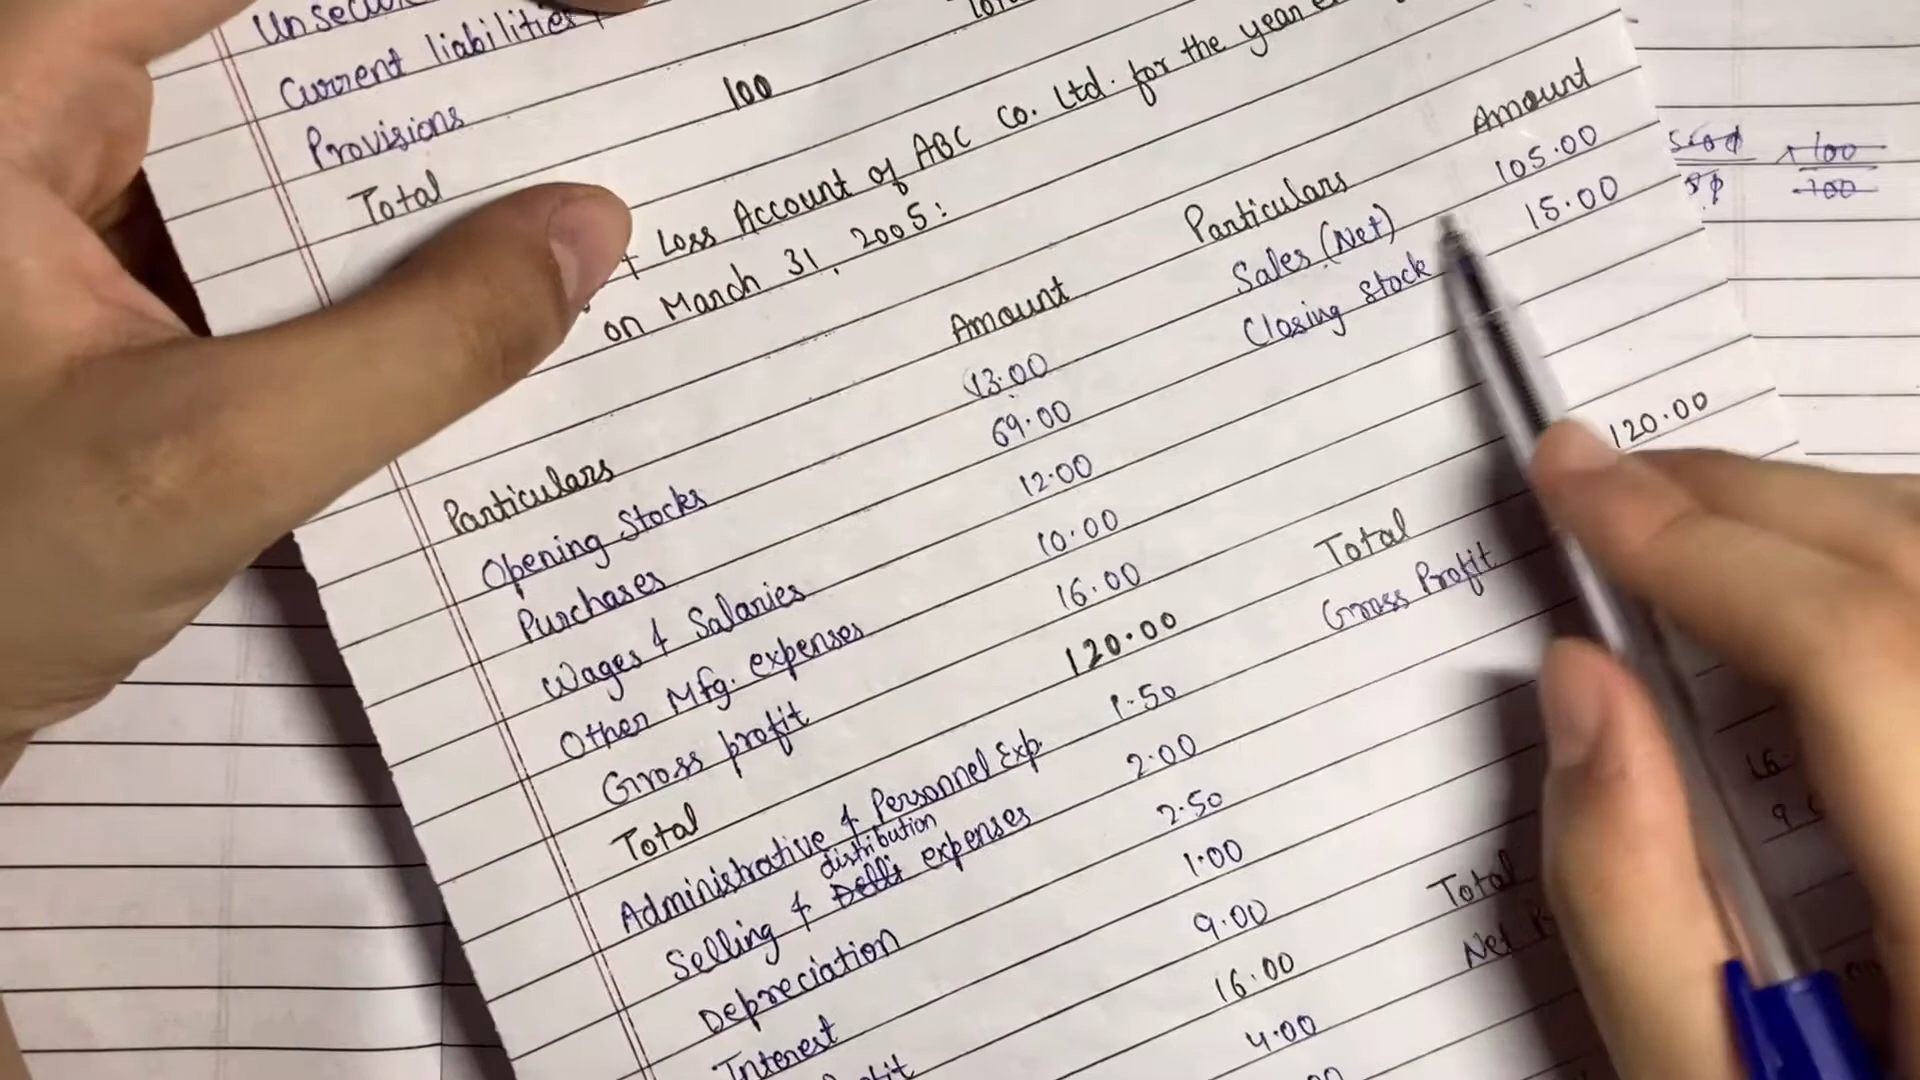 Current liabilities
Provisions
Total 100
Loss Account of ABC Co. Ltd. for the year
on March 31, 2005:
Particulars Amount Particulars Amount
Opening Stocks 13.00 Sales (Net) 105.00
Purchases 69.00 Closing Stock 15.00
Wages & Salaries 12.00
Other Mfg. expenses 10.00
Gross profit 16.00
Total 120.00 Total 120.00
Administrative & Personnel Exp 1.50 Gross Profit
distribution
Selling & expenses 2.00
Depreciation 2.50
Interest 1.00
9.00
16.00 Total
4.00 Net